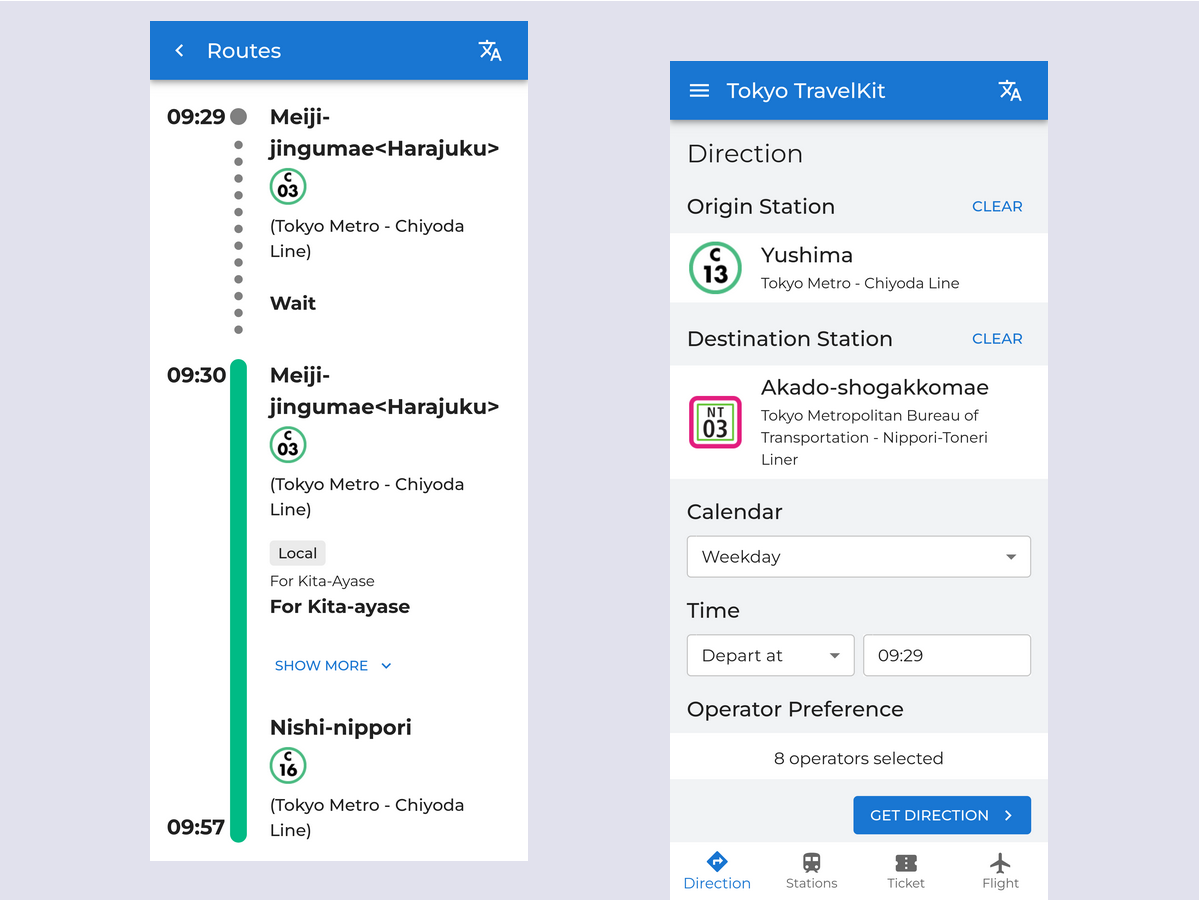 Routes
09:29
Meiji-
jingumae<Harajuku>
C
03
(Tokyo Metro - Chiyoda
Line)
Wait
09:30
Meiji-
jingumae<Harajuku>
C
03
(Tokyo Metro - Chiyoda
Line)
Local
For Kita-Ayase
For Kita-ayase
SHOW MORE
Nishi-nippori
C
16
(Tokyo Metro - Chiyoda
Line)
09:57
Tokyo TravelKit
Direction
Origin Station
CLEAR
C
13
Yushima
Tokyo Metro - Chiyoda Line
Destination Station
CLEAR
NT
03
Akado-shogakkomae
Tokyo Metropolitan Bureau of
Transportation - Nippori-Toneri
Liner
Calendar
Weekday
Time
Depart at
09:29
Operator Preference
8 operators selected
GET DIRECTION
Direction
Stations
Ticket
Flight